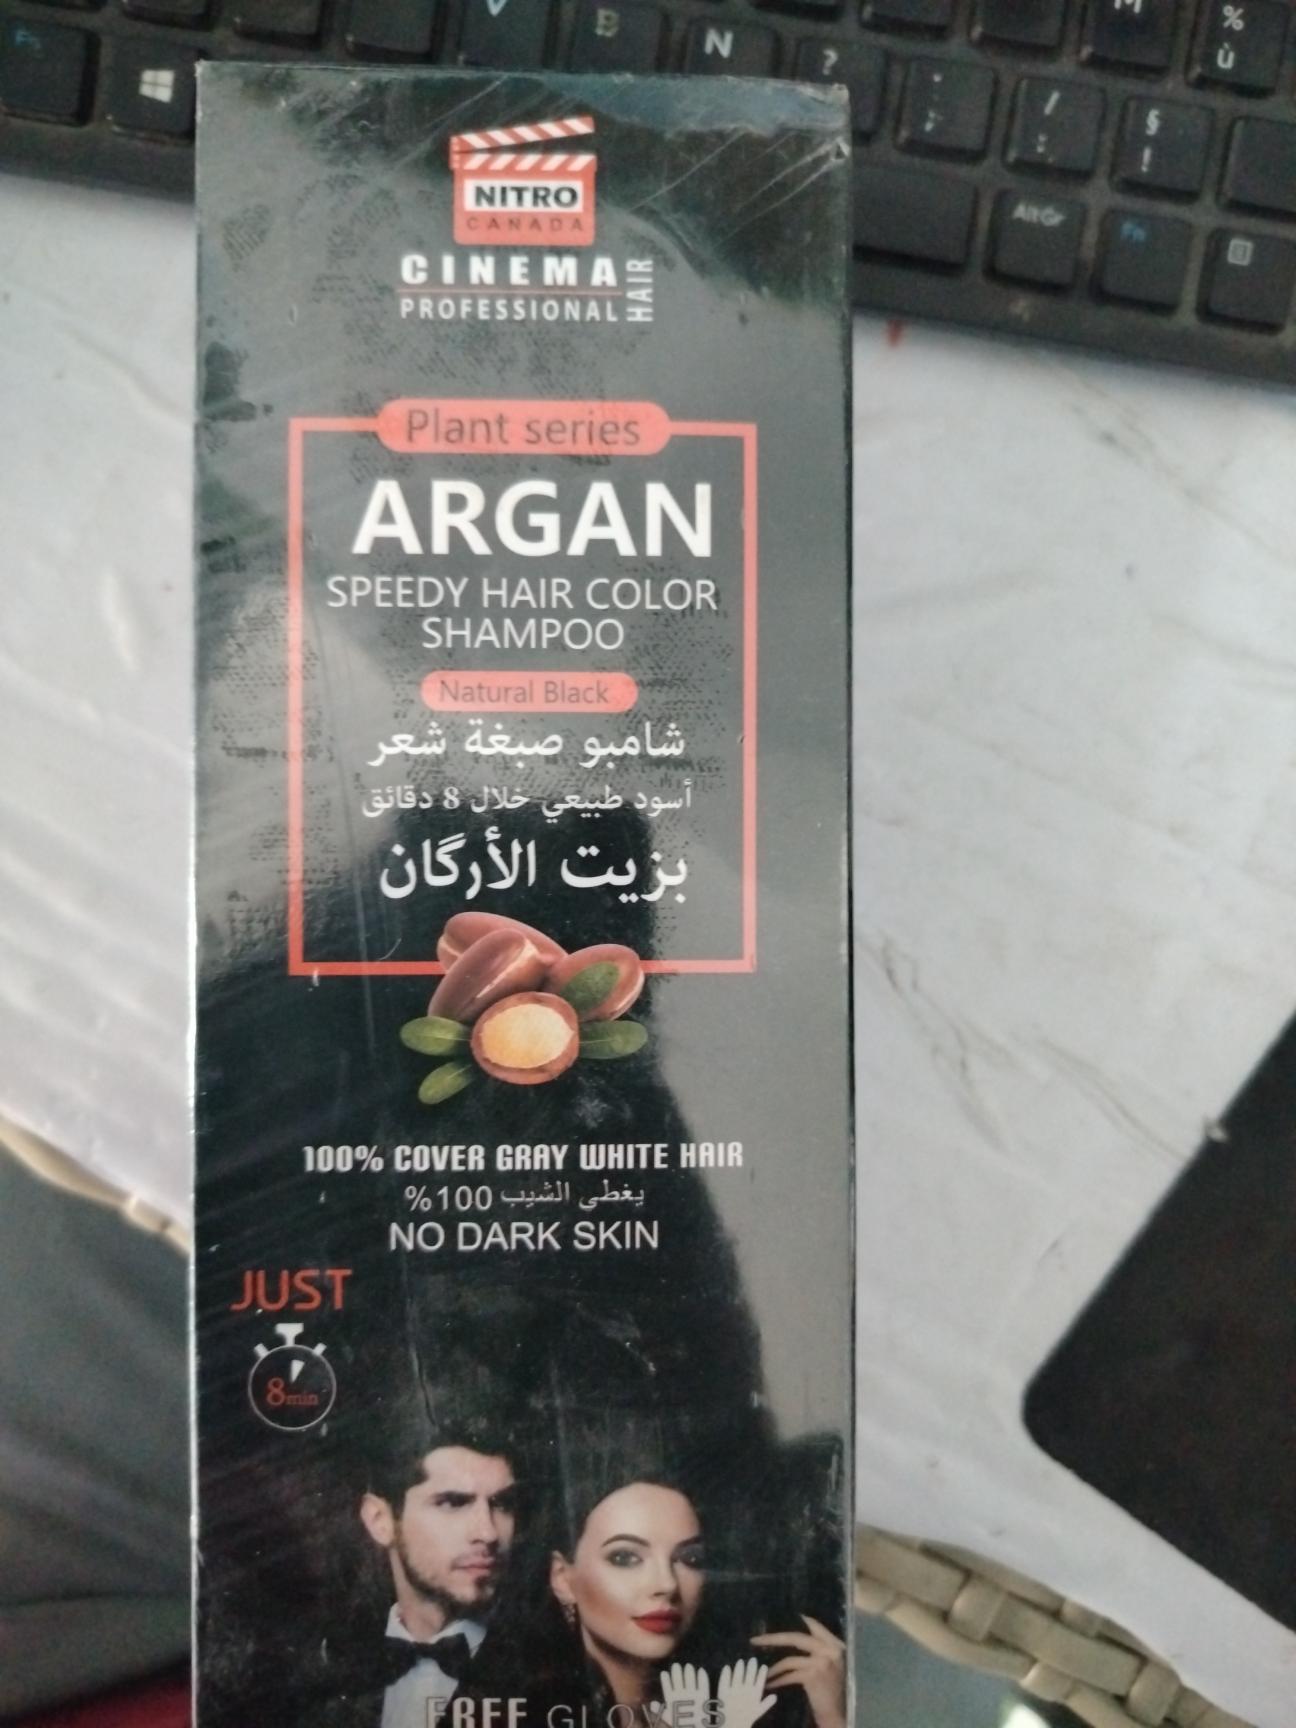 NITRO
CANADA
CINEMA
PROFESSIONAL
HAIR
Plant series
ARGAN
SPEEDY HAIR COLOR
SHAMPOO
Natural Black
شامبو صبغة شعر
أسود طبيعي خلال 8 دقائق
بزيت الأرگان
100% COVER GRAY WHITE HAIR
يغطي الشيب 100%
NO DARK SKIN
JUST
8min
FREE GLOVES
N
?
.
;
/
:
§
!
%
ù
AltGr
Fn